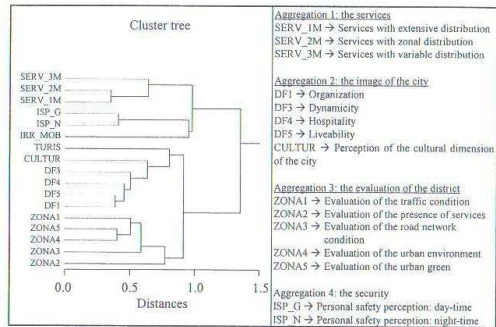 Cluster tree
SERV_3M
SERV_2M
SERV_1M
ISP_G
ISP_N
IRR_MOB
TURIS
CULTUR
DF3
DF4
DF5
DF1
ZONA1
ZONA5
ZONA4
ZONA3
ZONA2
0.0 0.5 1.0 1.5
Distances
Aggregation 1: the services
SERV_1M → Services with extensive distribution
SERV_2M → Services with zonal distribution
SERV_3M → Services with variable distribution
Aggregation 2: the image of the city
DF1 → Organization
DF3 → Dynamicity
DF4 → Hospitality
DF5 → Liveability
CULTUR → Perception of the cultural dimension
of the city
Aggregation 3: the evaluation of the district
ZONA1 → Evaluation of the traffic condition
ZONA2 → Evaluation of the presence of services
ZONA3 → Evaluation of the road network
condition
ZONA4 → Evaluation of the urban environment
ZONA5 → Evaluation of the urban green
Aggregation 4: the security
ISP_G → Personal safety perception: day-time
ISP_N → Personal safety perception: night-time